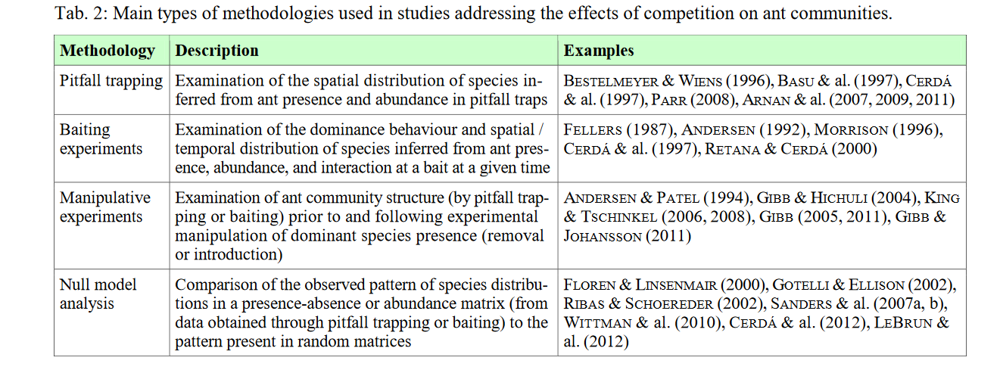 Tab. 2: Main types of methodologies used in studies addressing the effects of competition on ant communities.
Methodology Description Examples
Pitfall trapping
Examination of the spatial distribution of species in-
ferred from ant presence and abundance in pitfall traps
BESTELMEYER & WIENS (1996), BASU & al. (1997), CERDÁ
& al. (1997), PARR (2008), ARNAN & al. (2007, 2009, 2011)
Baiting
experiments
Examination of the dominance behaviour and spatial /
temporal distribution of species inferred from ant pres-
ence, abundance, and interaction at a bait at a given time
FELLERS (1987), ANDERSEN (1992), MORRISON (1996),
CERDÁ & al. (1997), RETANA & CERDÁ (2000)
Manipulative
experiments
Examination of ant community structure (by pitfall trap-
ping or baiting) prior to and following experimental
manipulation of dominant species presence (removal
or introduction)
ANDERSEN & PATEL (1994), GIBB & HICHULI (2004), KING
& TSCHINKEL (2006, 2008), GIBB (2005, 2011), GIBB &
JOHANSSON (2011)
Null model
analysis
Comparison of the observed pattern of species distribu-
tions in a presence-absence or abundance matrix (from
data obtained through pitfall trapping or baiting) to the
pattern present in random matrices
FLOREN & LINSENMAIR (2000), GOTELLI & ELLISON (2002),
RIBAS & SCHOEREDER (2002), SANDERS & al. (2007a, b),
WITTMAN & al. (2010), CERDÁ & al. (2012), LEBRUN &
al. (2012)